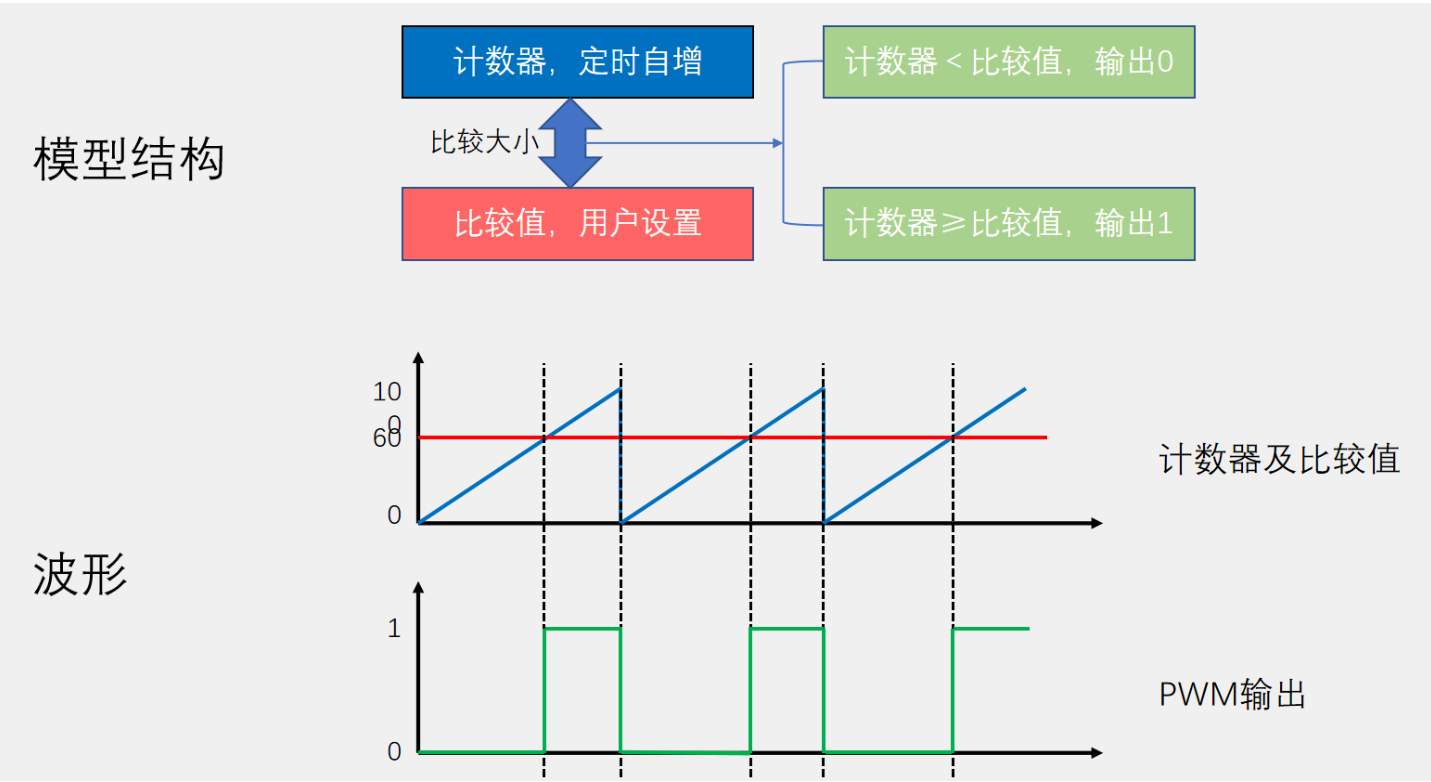 计数器，定时自增
计数器 < 比较值，输出0
比较大小
模型结构
比较值，用户设置
计数器≥比较值，输出1
10
0
60
0
计数器及比较值
波形
1
PWM输出
0